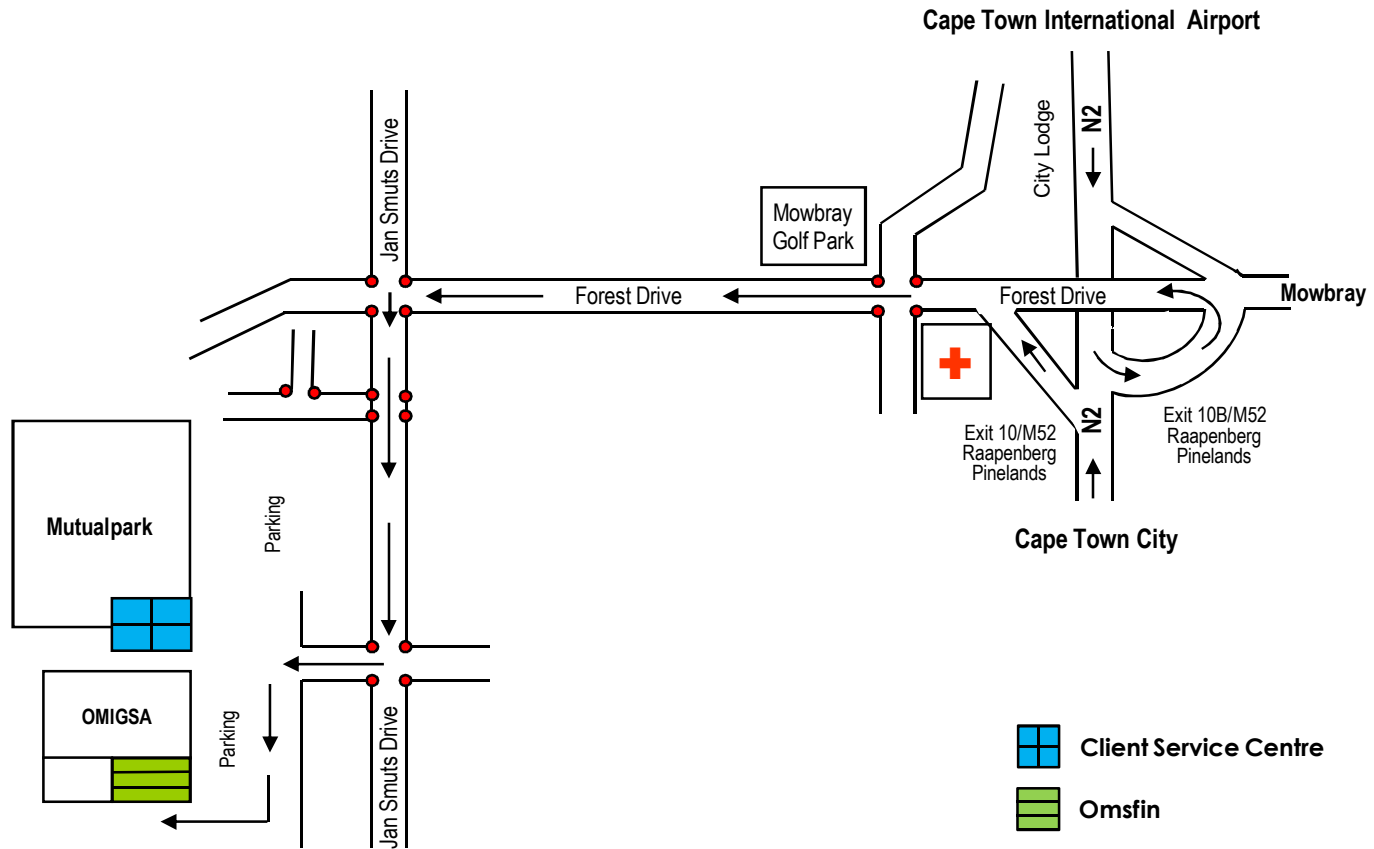 Cape Town International Airport
N2
City Lodge
Jan Smuts Drive
Mowbray
Golf Park
Forest Drive
Forest Drive
Mowbray
Exit 10/M52
Raapenberg
Pinelands
N2
Exit 10B/M52
Raapenberg
Pinelands
Cape Town City
Mutualpark
Parking
OMIGSA
Parking
Jan Smuts Drive
Client Service Centre
Omsfin